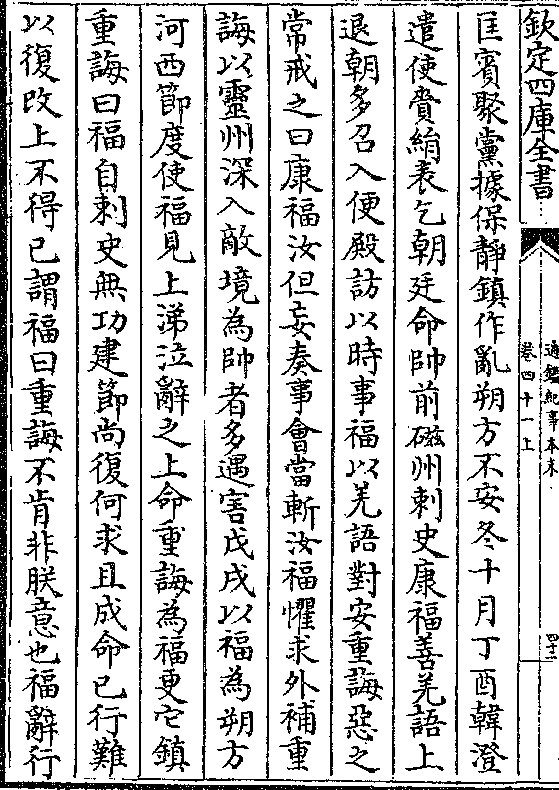 欽定四庫全書
通鑑紀事本末
卷四十一上
四十三
匡賓聚黨據保靜鎮作亂朔方不安冬十月丁酉韓澄
遣使賫絹表乞朝廷命帥前磁州刺史康福善羌語上
退朝多召入便殿訪以時事福以羌語對安重誨惡之
常戒之曰康福汝但妄奏事會當斬汝福懼求外補重
誨以靈州深入敵境為帥者多遇害戊戌以福為朔方
河西節度使福見上涕泣辭之上命重誨為福更它鎮
重誨曰福自刺史無功建節尚復何求且成命已行難
以復改上不得已謂福曰重誨不肯非朕意也福辭行